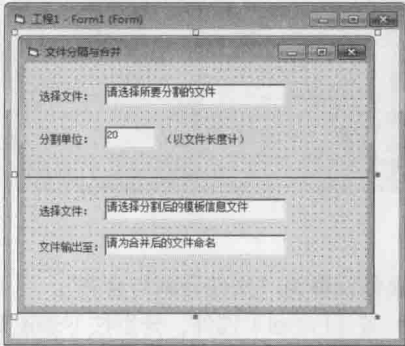 工程1 - Form1 (Form)
文件分隔与合并
选择文件： 请选择所要分割的文件
分割单位： 20 （以文件长度计）
选择文件： 请选择分割后的模板信息文件
文件输出至： 请为合并后的文件命名